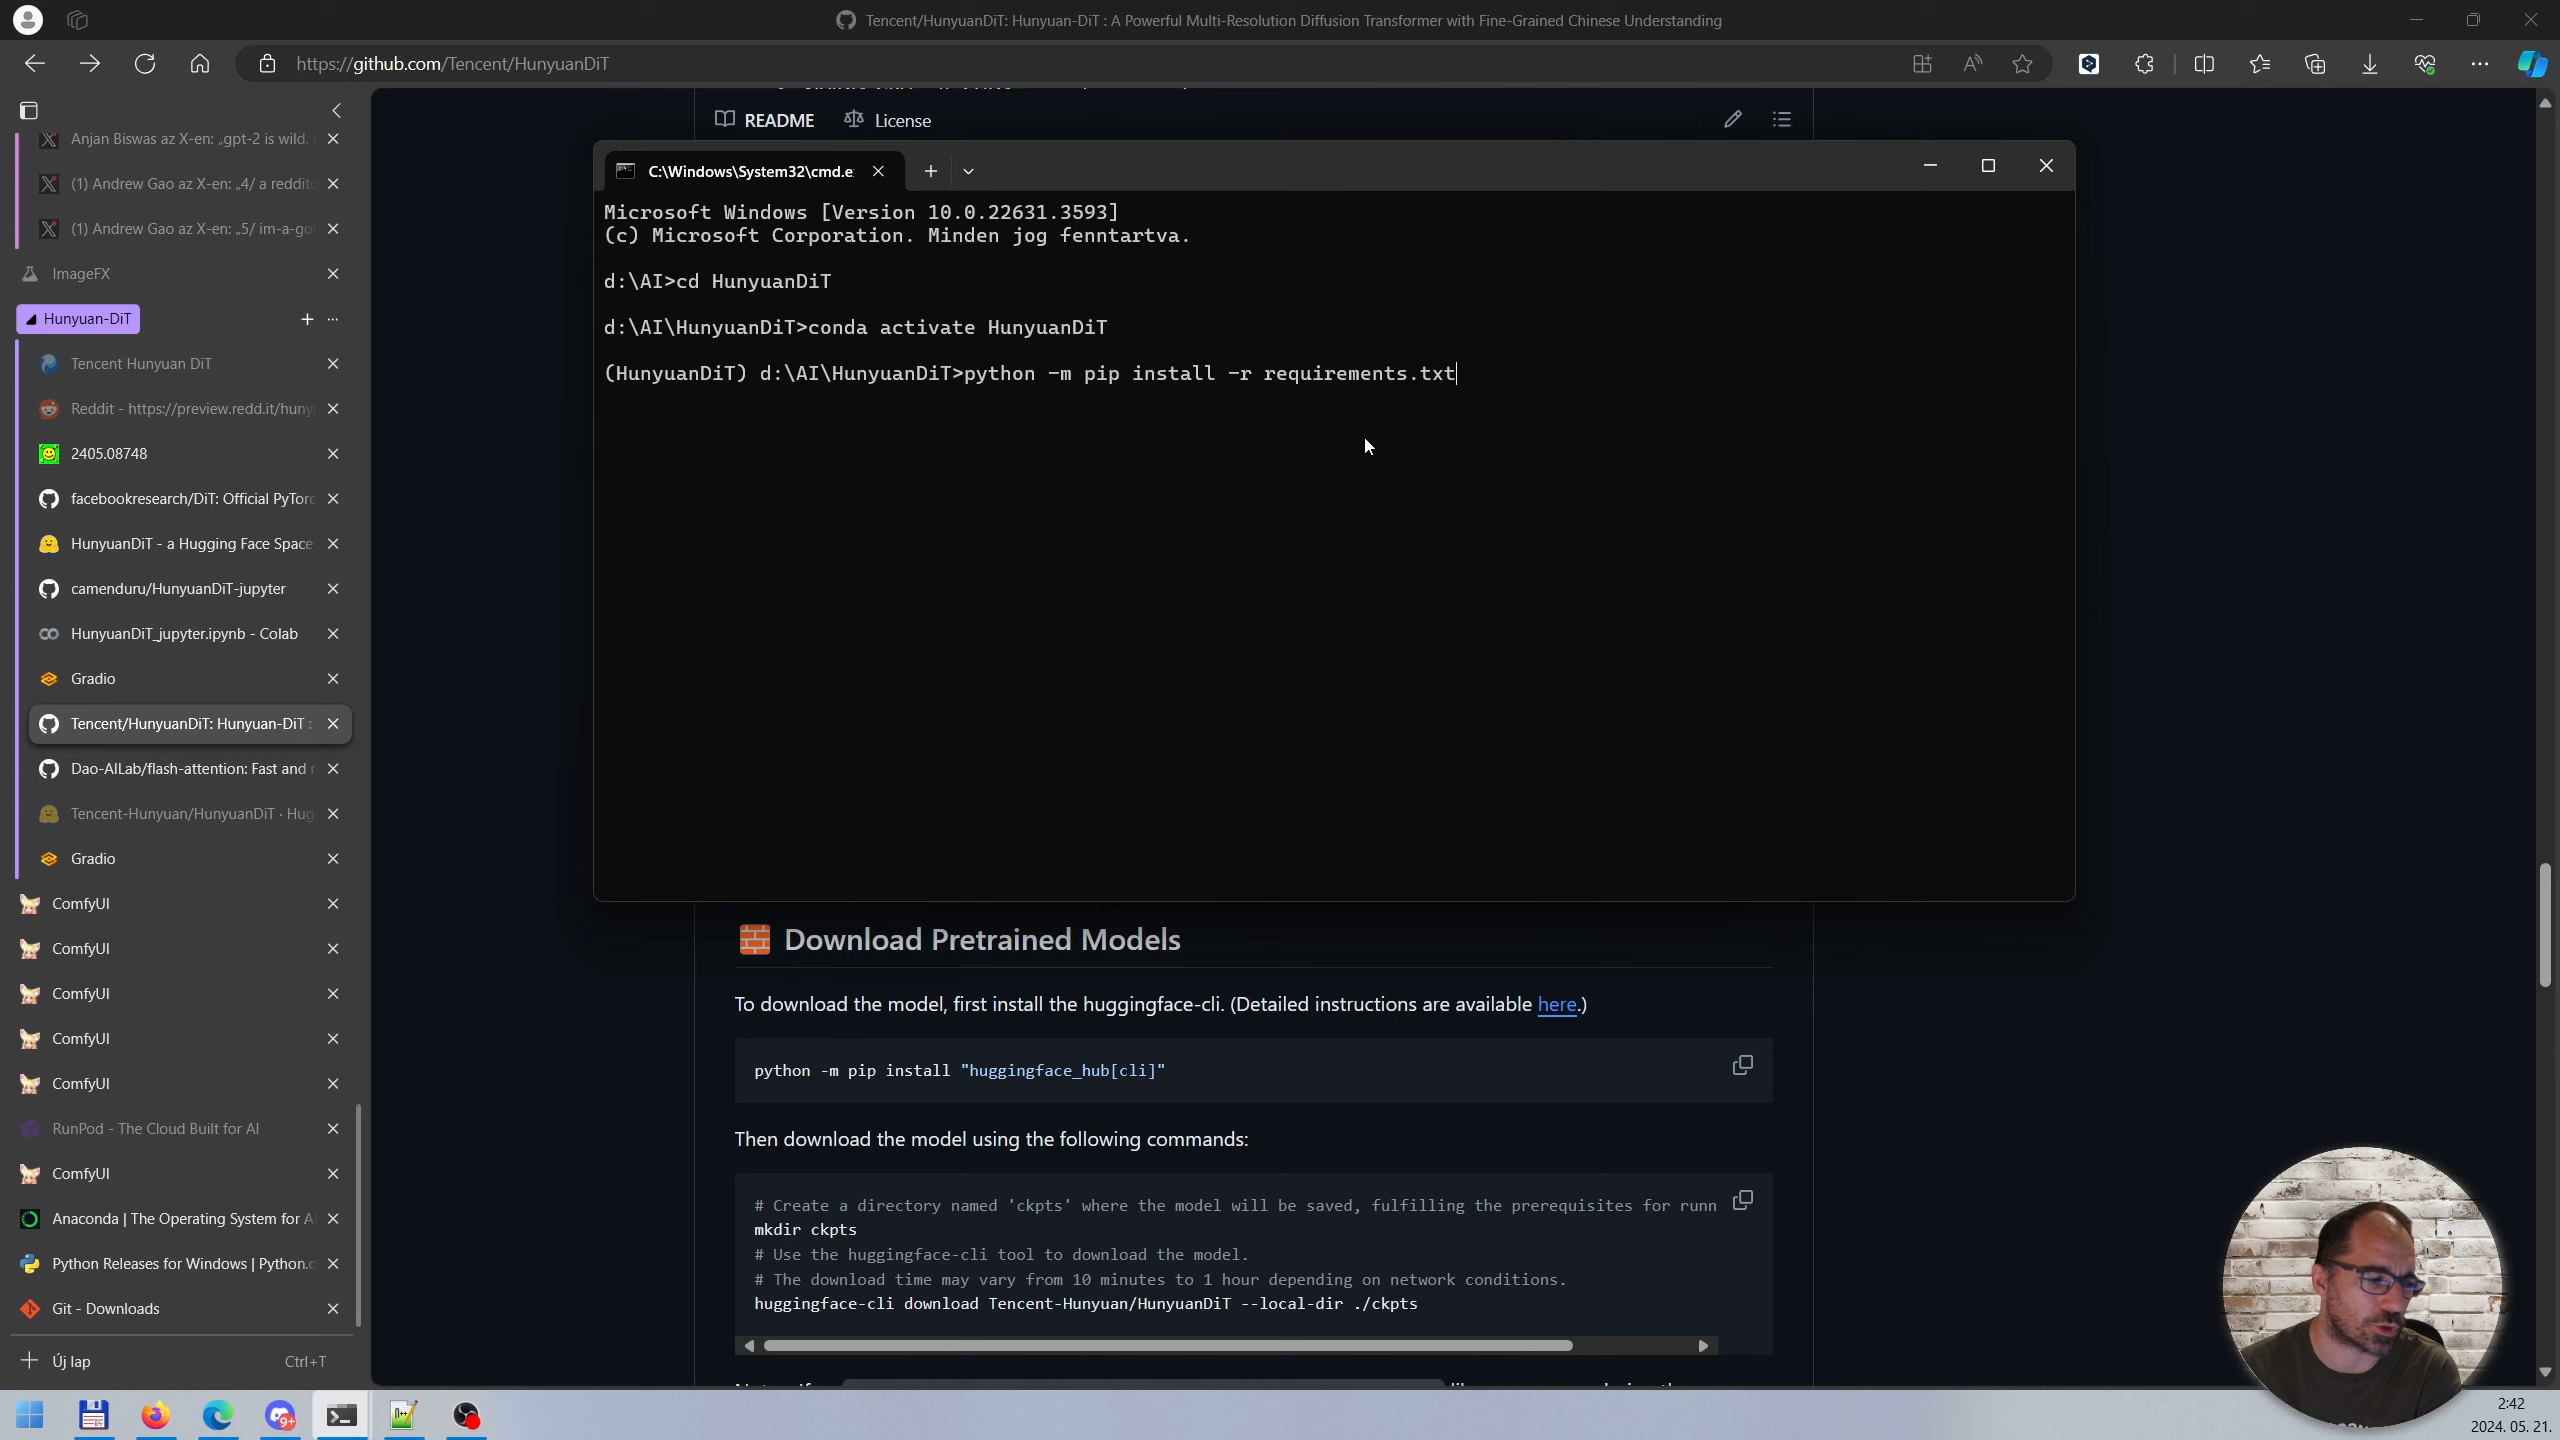 Tencent/HunyuanDiT: Hunyuan-DiT : A Powerful Multi-Resolution Diffusion Transformer with Fine-Grained Chinese Understanding
https://github.com/Tencent/HunyuanDiT
Anjan Biswas az X-en: „gpt-2 is wild.
(1) Andrew Gao az X-en: „4/ a reddit
(1) Andrew Gao az X-en: „5/ im-a-go
ImageFX
Hunyuan-DiT
Tencent Hunyuan DiT
Reddit - https://preview.redd.it/huny
2405.08748
facebookresearch/DiT: Official PyTorc
HunyuanDiT - a Hugging Face Space
camenduru/HunyuanDiT-jupyter
HunyuanDiT_jupyter.ipynb - Colab
Gradio
Tencent/HunyuanDiT: Hunyuan-DiT :
Dao-AILab/flash-attention: Fast and
Tencent-Hunyuan/HunyuanDiT · Hug
Gradio
ComfyUI
ComfyUI
ComfyUI
ComfyUI
ComfyUI
RunPod - The Cloud Built for AI
ComfyUI
Anaconda | The Operating System for A
Python Releases for Windows | Python.o
Git - Downloads
Új lap Ctrl+T
README License
C:\Windows\System32\cmd.e
Microsoft Windows [Version 10.0.22631.3593]
(c) Microsoft Corporation. Minden jog fenntartva.
d:\AI>cd HunyuanDiT
d:\AI\HunyuanDiT>conda activate HunyuanDiT
(HunyuanDiT) d:\AI\HunyuanDiT>python -m pip install -r requirements.txt
Download Pretrained Models
To download the model, first install the huggingface-cli. (Detailed instructions are available here.)
python -m pip install "huggingface_hub[cli]"
Then download the model using the following commands:
# Create a directory named 'ckpts' where the model will be saved, fulfilling the prerequisites for runn
mkdir ckpts
# Use the huggingface-cli tool to download the model.
# The download time may vary from 10 minutes to 1 hour depending on network conditions.
huggingface-cli download Tencent-Hunyuan/HunyuanDiT --local-dir ./ckpts
9+
2:42
2024. 05. 21.